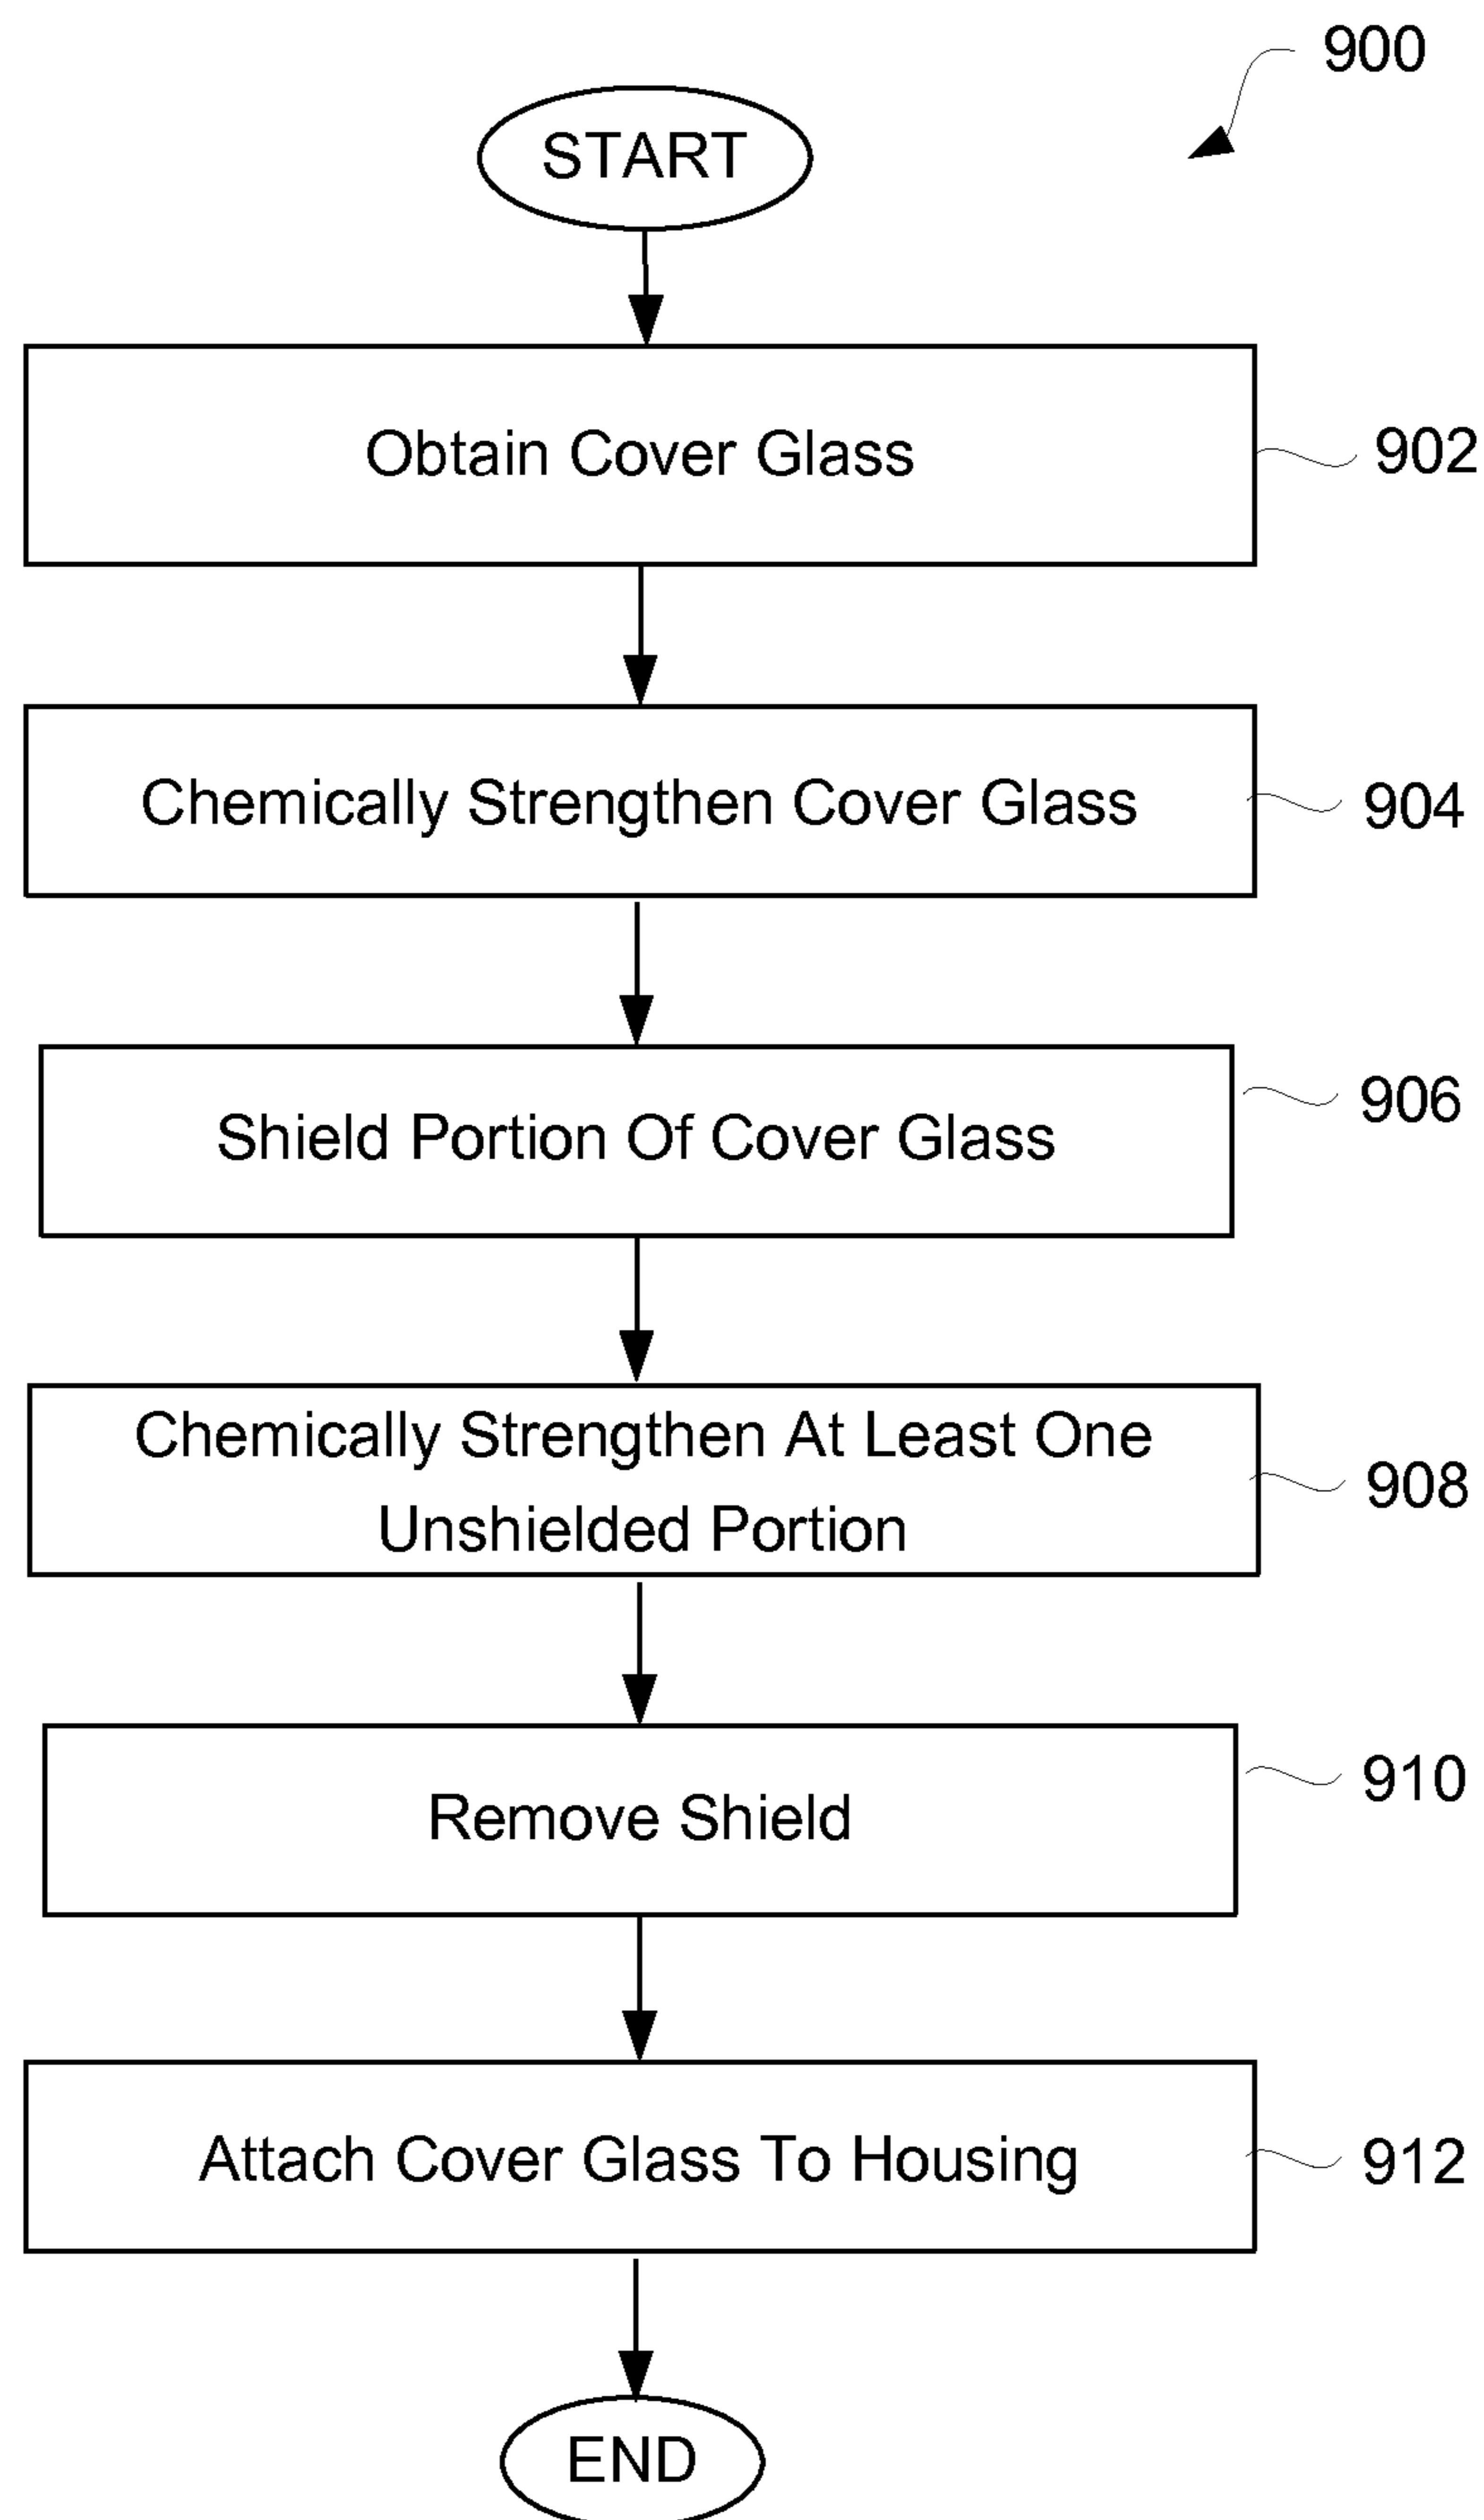 900
START
Obtain Cover Glass
902
Chemically Strengthen Cover Glass
904
Shield Portion Of Cover Glass
906
Chemically Strengthen At Least One
Unshielded Portion
908
Remove Shield
910
Attach Cover Glass To Housing
912
END